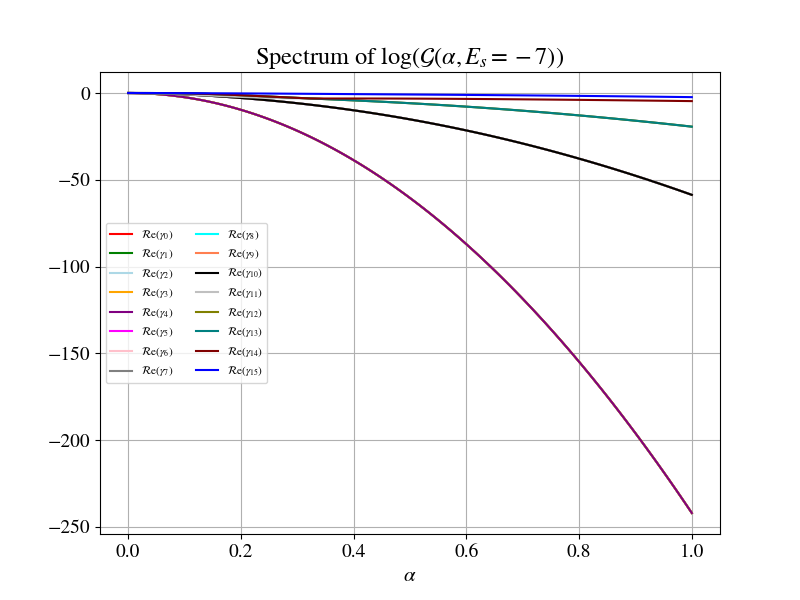 Spectrum of log(𝒢(α, E_s = −7))
0
−50
−100
−150
−200
−250
ℛe(γ₀) ℛe(γ₈)
ℛe(γ₁) ℛe(γ₉)
ℛe(γ₂) ℛe(γ₁₀)
ℛe(γ₃) ℛe(γ₁₁)
ℛe(γ₄) ℛe(γ₁₂)
ℛe(γ₅) ℛe(γ₁₃)
ℛe(γ₆) ℛe(γ₁₄)
ℛe(γ₇) ℛe(γ₁₅)
0.0 0.2 0.4 0.6 0.8 1.0
α